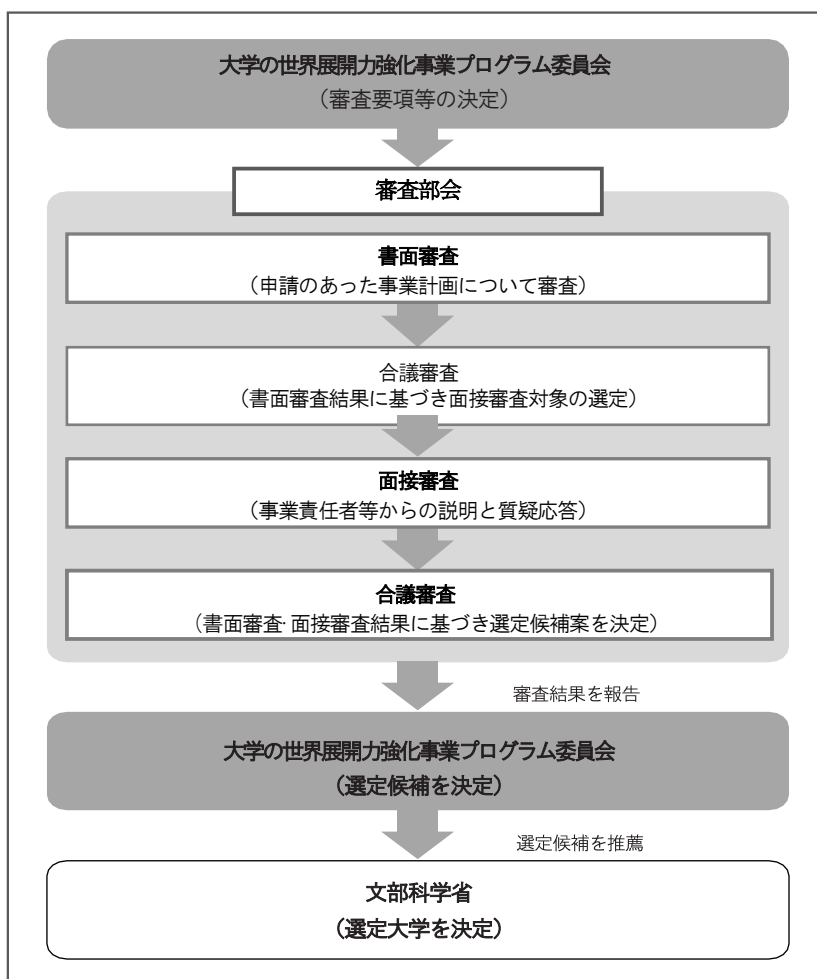 大学の世界展開力強化事業プログラム委員会
（審査要項等の決定）
審査部会
書面審査
（申請のあった事業計画について審査）
合議審査
（書面審査結果に基づき面接審査対象の選定）
面接審査
（事業責任者等からの説明と質疑応答）
合議審査
（書面審査･面接審査結果に基づき選定候補案を決定）
審査結果を報告
大学の世界展開力強化事業プログラム委員会
（選定候補を決定）
選定候補を推薦
文部科学省
（選定大学を決定）